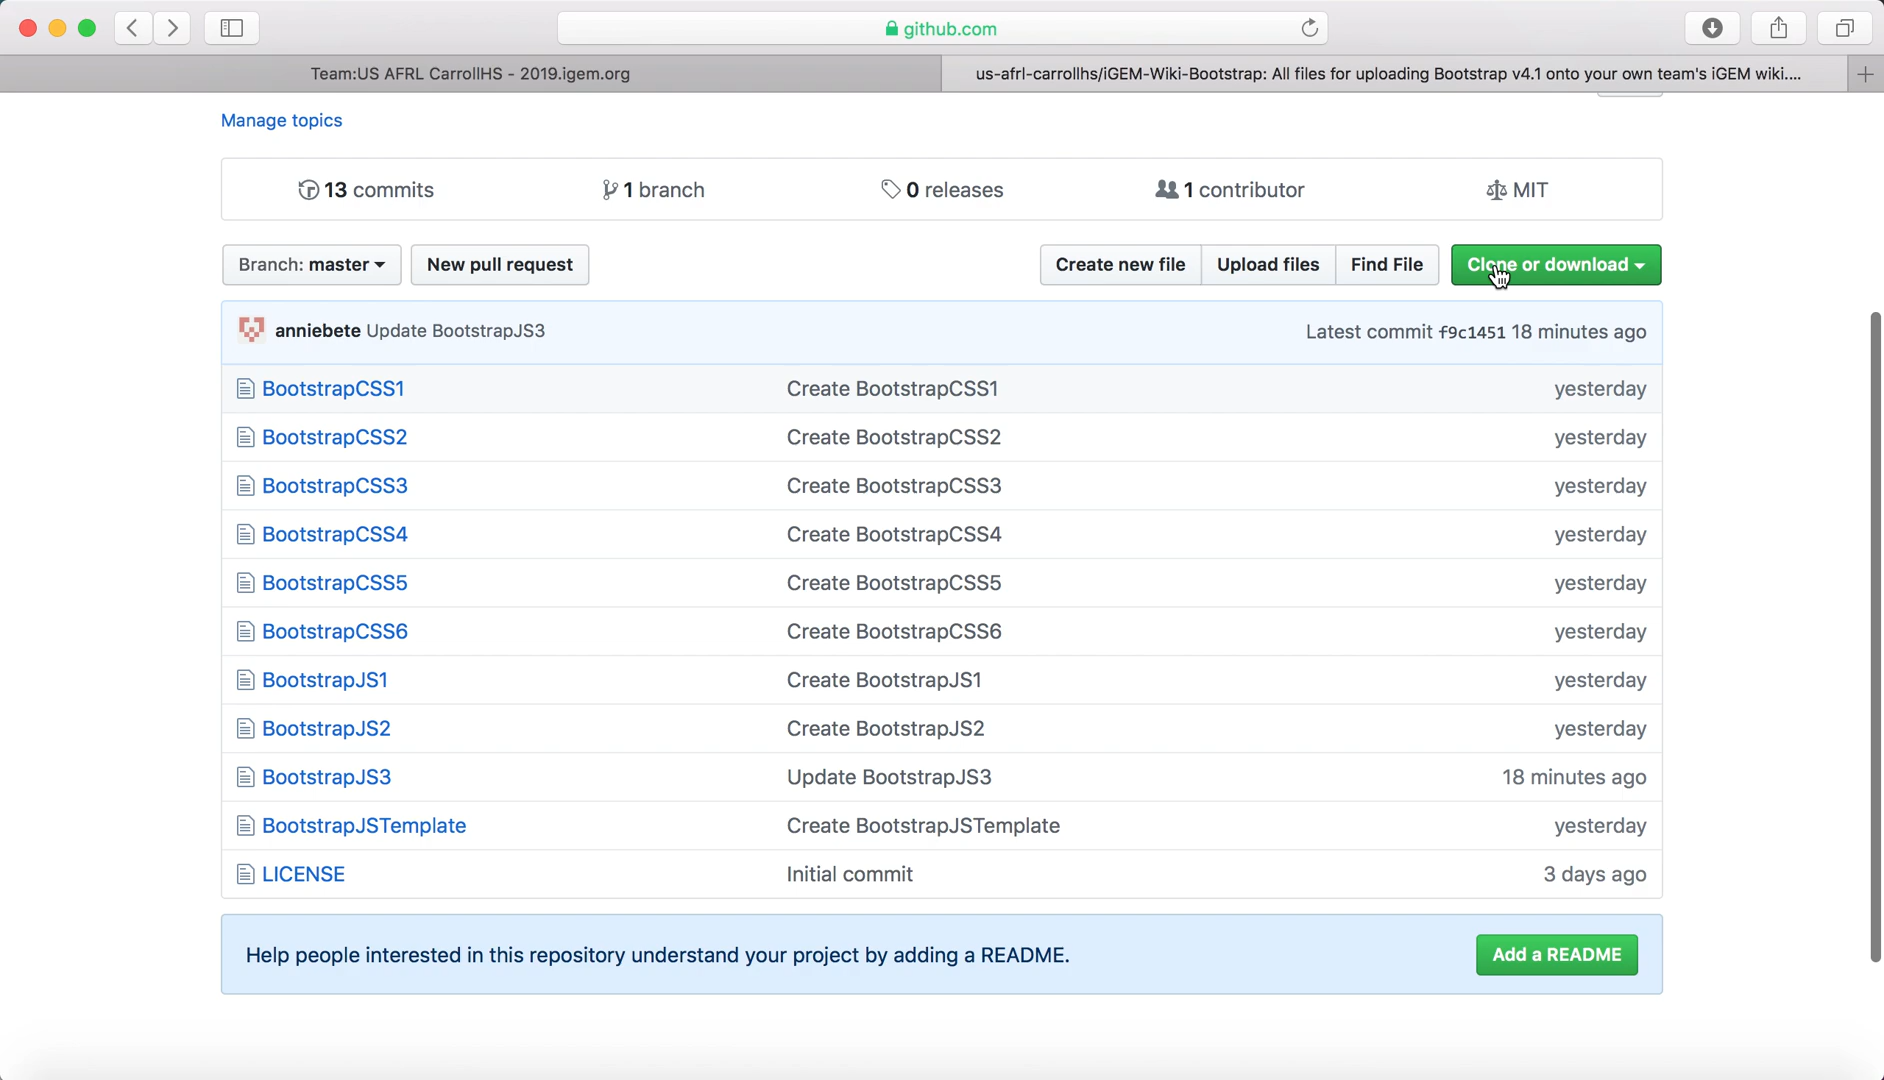 github.com
Team:US AFRL CarrollHS - 2019.igem.org
us-afrl-carrollhs/iGEM-Wiki-Bootstrap: All files for uploading Bootstrap v4.1 onto your own team's iGEM wiki....
Manage topics
13 commits
1 branch
0 releases
1 contributor
MIT
Branch: master
New pull request
Create new file
Upload files
Find File
Clone or download
anniebete Update BootstrapJS3
Latest commit f9c1451 18 minutes ago
BootstrapCSS1 Create BootstrapCSS1 yesterday
BootstrapCSS2 Create BootstrapCSS2 yesterday
BootstrapCSS3 Create BootstrapCSS3 yesterday
BootstrapCSS4 Create BootstrapCSS4 yesterday
BootstrapCSS5 Create BootstrapCSS5 yesterday
BootstrapCSS6 Create BootstrapCSS6 yesterday
BootstrapJS1 Create BootstrapJS1 yesterday
BootstrapJS2 Create BootstrapJS2 yesterday
BootstrapJS3 Update BootstrapJS3 18 minutes ago
BootstrapJSTemplate Create BootstrapJSTemplate yesterday
LICENSE Initial commit 3 days ago
Help people interested in this repository understand your project by adding a README.
Add a README